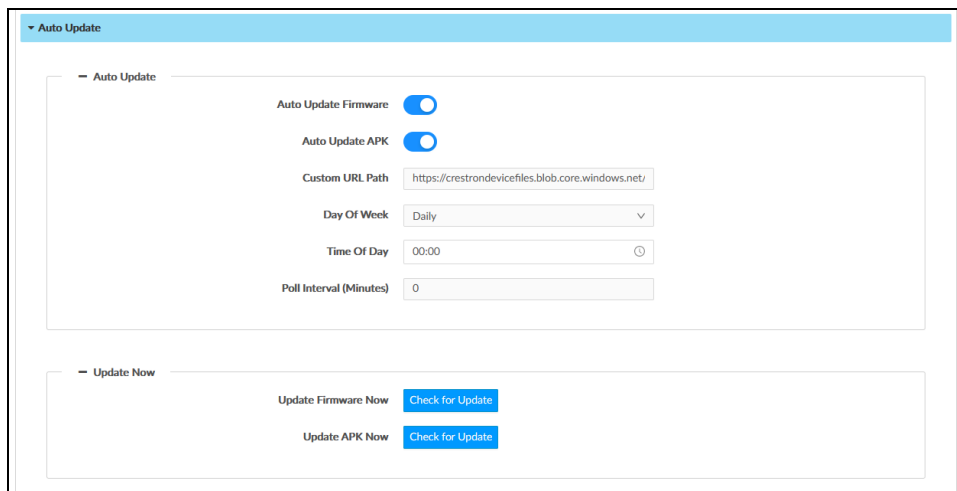 Auto Update
Auto Update
Auto Update Firmware
Auto Update APK
Custom URL Path https://crestrondevicefiles.blob.core.windows.net/
Day Of Week Daily
Time Of Day 00:00
Poll Interval (Minutes) 0
Update Now
Update Firmware Now Check for Update
Update APK Now Check for Update